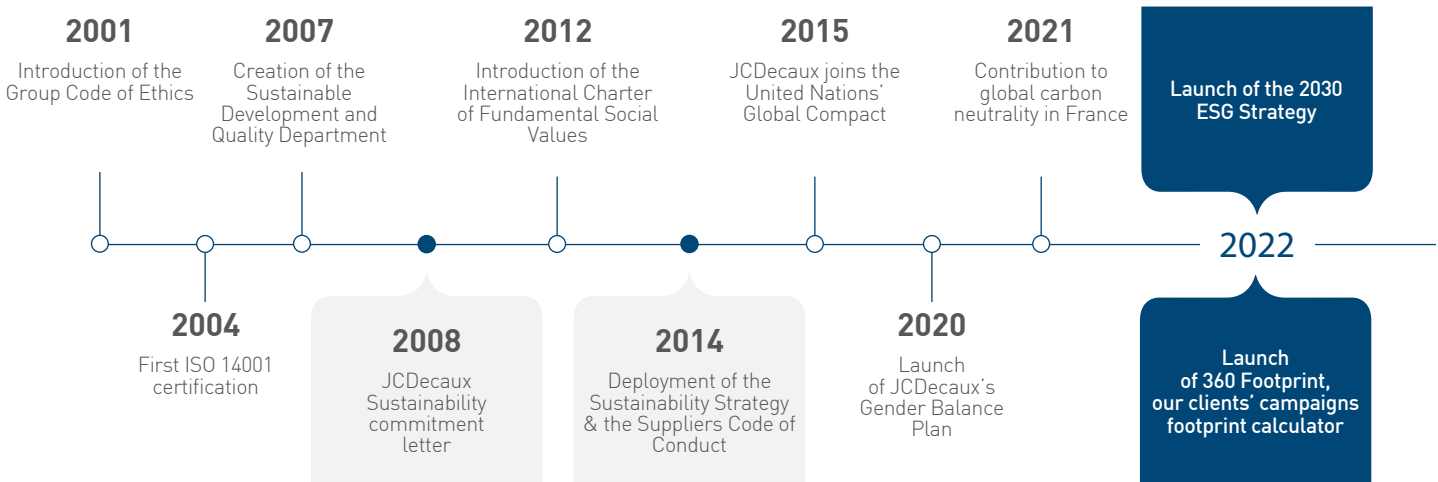 2001
Introduction of the
Group Code of Ethics
2007
Creation of the
Sustainable
Development and
Quality Department
2012
Introduction of the
International Charter
of Fundamental Social
Values
2015
JCDecaux joins the
United Nations’
Global Compact
2021
Contribution to
global carbon
neutrality in France
Launch of the 2030
ESG Strategy
2022
2004
First ISO 14001
certification
2008
JCDecaux
Sustainability
commitment
letter
2014
Deployment of the
Sustainability Strategy
& the Suppliers Code of
Conduct
2020
Launch
of JCDecaux’s
Gender Balance
Plan
Launch
of 360 Footprint,
our clients’ campaigns
footprint calculator